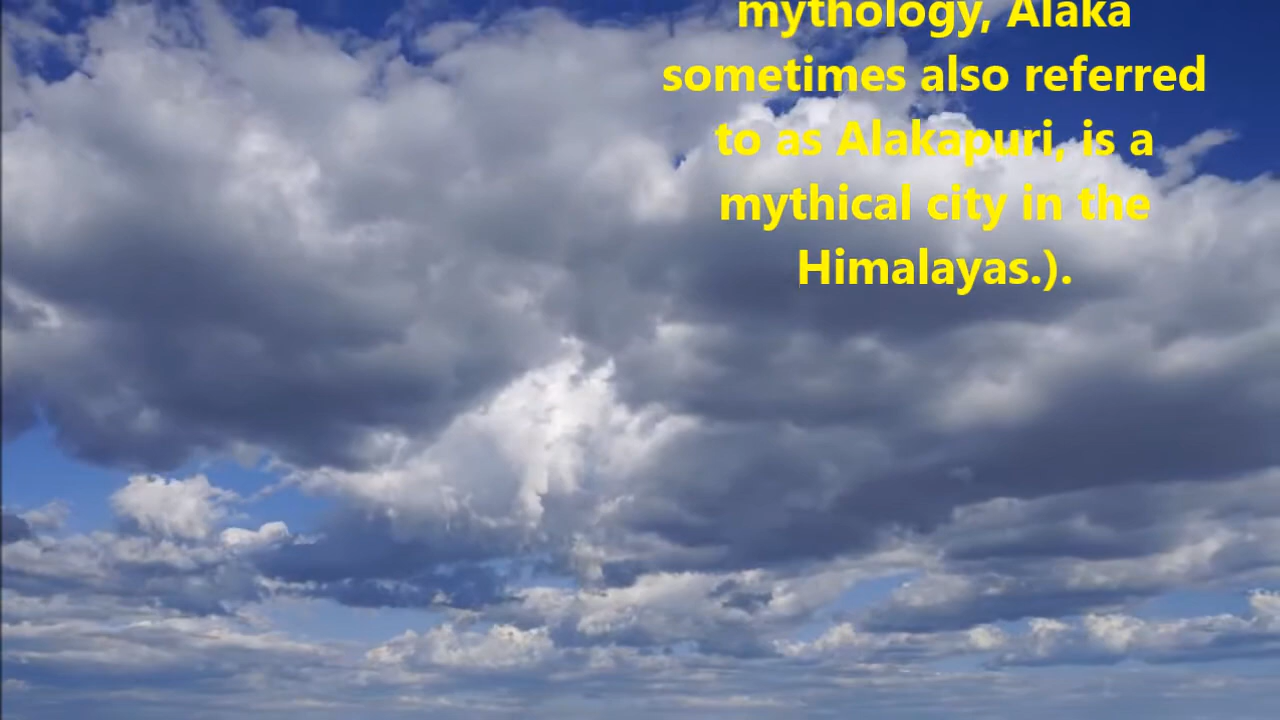 mythology, Alaka
sometimes also referred
to as Alakapuri, is a
mythical city in the
Himalayas.).